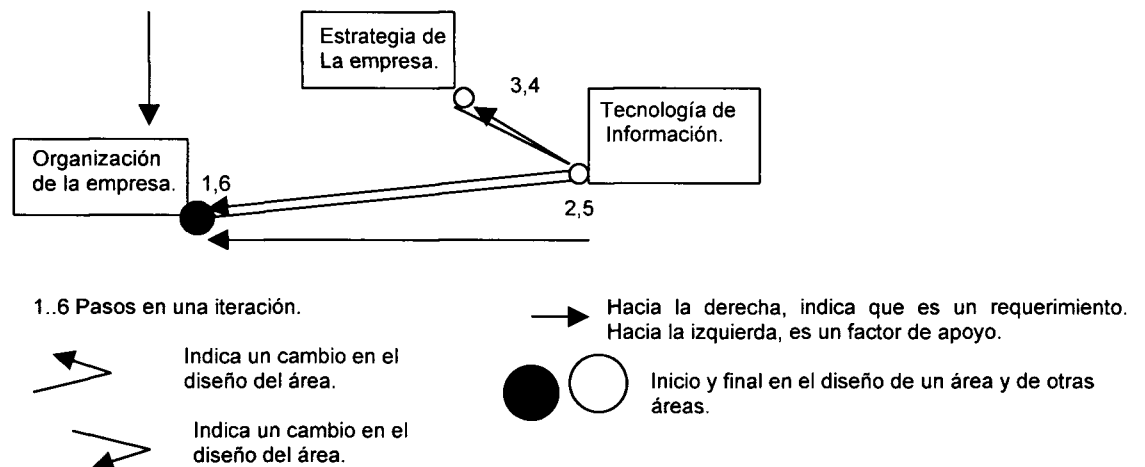 Estrategia de
La empresa.
3,4
Tecnología de
Información.
Organización
de la empresa.
1,6
2,5
1..6 Pasos en una iteración.
Hacia la derecha, indica que es un requerimiento.
Hacia la izquierda, es un factor de apoyo.
Indica un cambio en el
diseño del área.
Inicio y final en el diseño de un área y de otras
áreas.
Indica un cambio en el
diseño del área.